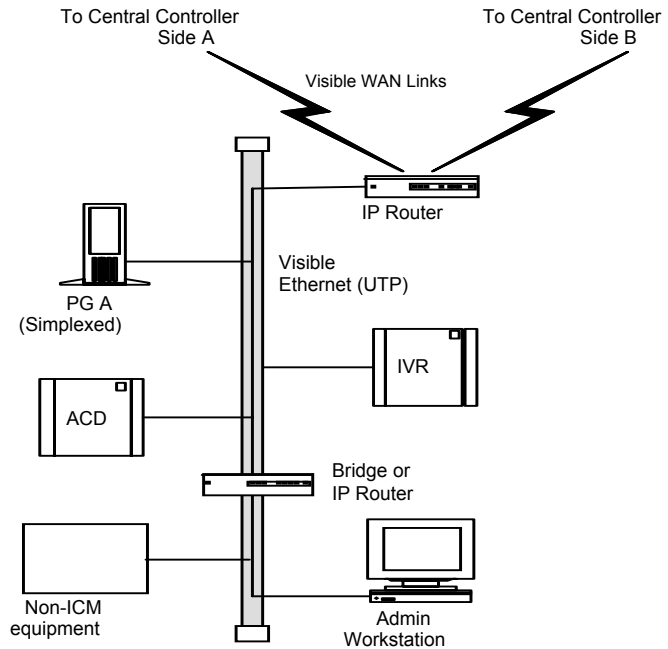 To Central Controller
Side A
To Central Controller
Side B
Visible WAN Links
IP Router
Visible
Ethernet (UTP)
PG A
(Simplexed)
IVR
ACD
Bridge or
IP Router
Non-ICM
equipment
Admin
Workstation